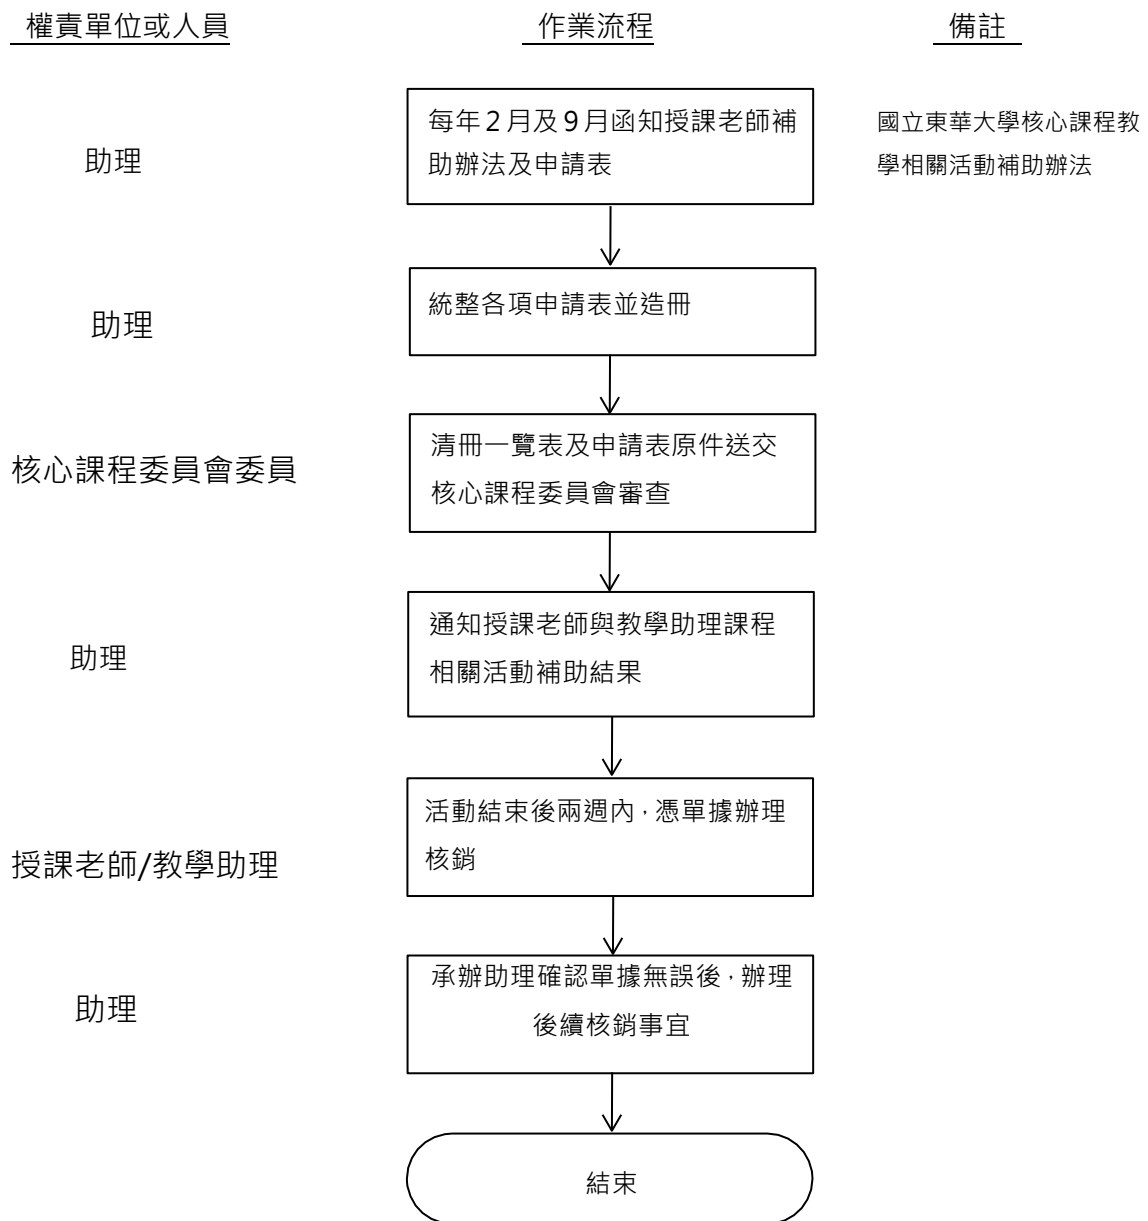 權責單位或人員 作業流程 備註
助理
每年2月及9月函知授課老師補
助辦法及申請表
國立東華大學核心課程教
學相關活動補助辦法
助理
統整各項申請表並造冊
核心課程委員會委員
清冊一覽表及申請表原件送交
核心課程委員會審查
助理
通知授課老師與教學助理課程
相關活動補助結果
授課老師/教學助理
活動結束後兩週內，憑單據辦理
核銷
助理
承辦助理確認單據無誤後，辦理
後續核銷事宜
結束